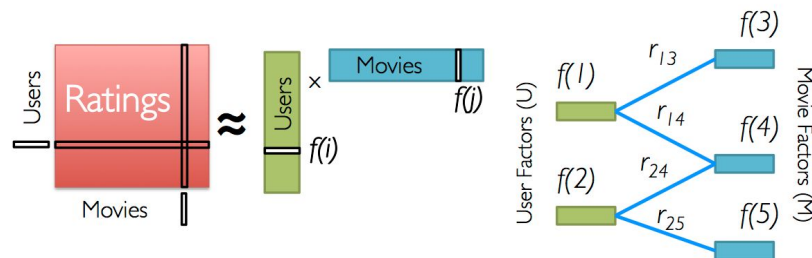 Users
Ratings
Movies
≈
Users
f(i)
x
Movies
f(j)
User Factors (U)
f(1)
f(2)
r13
r14
r24
r25
f(3)
f(4)
f(5)
Movie Factors (M)